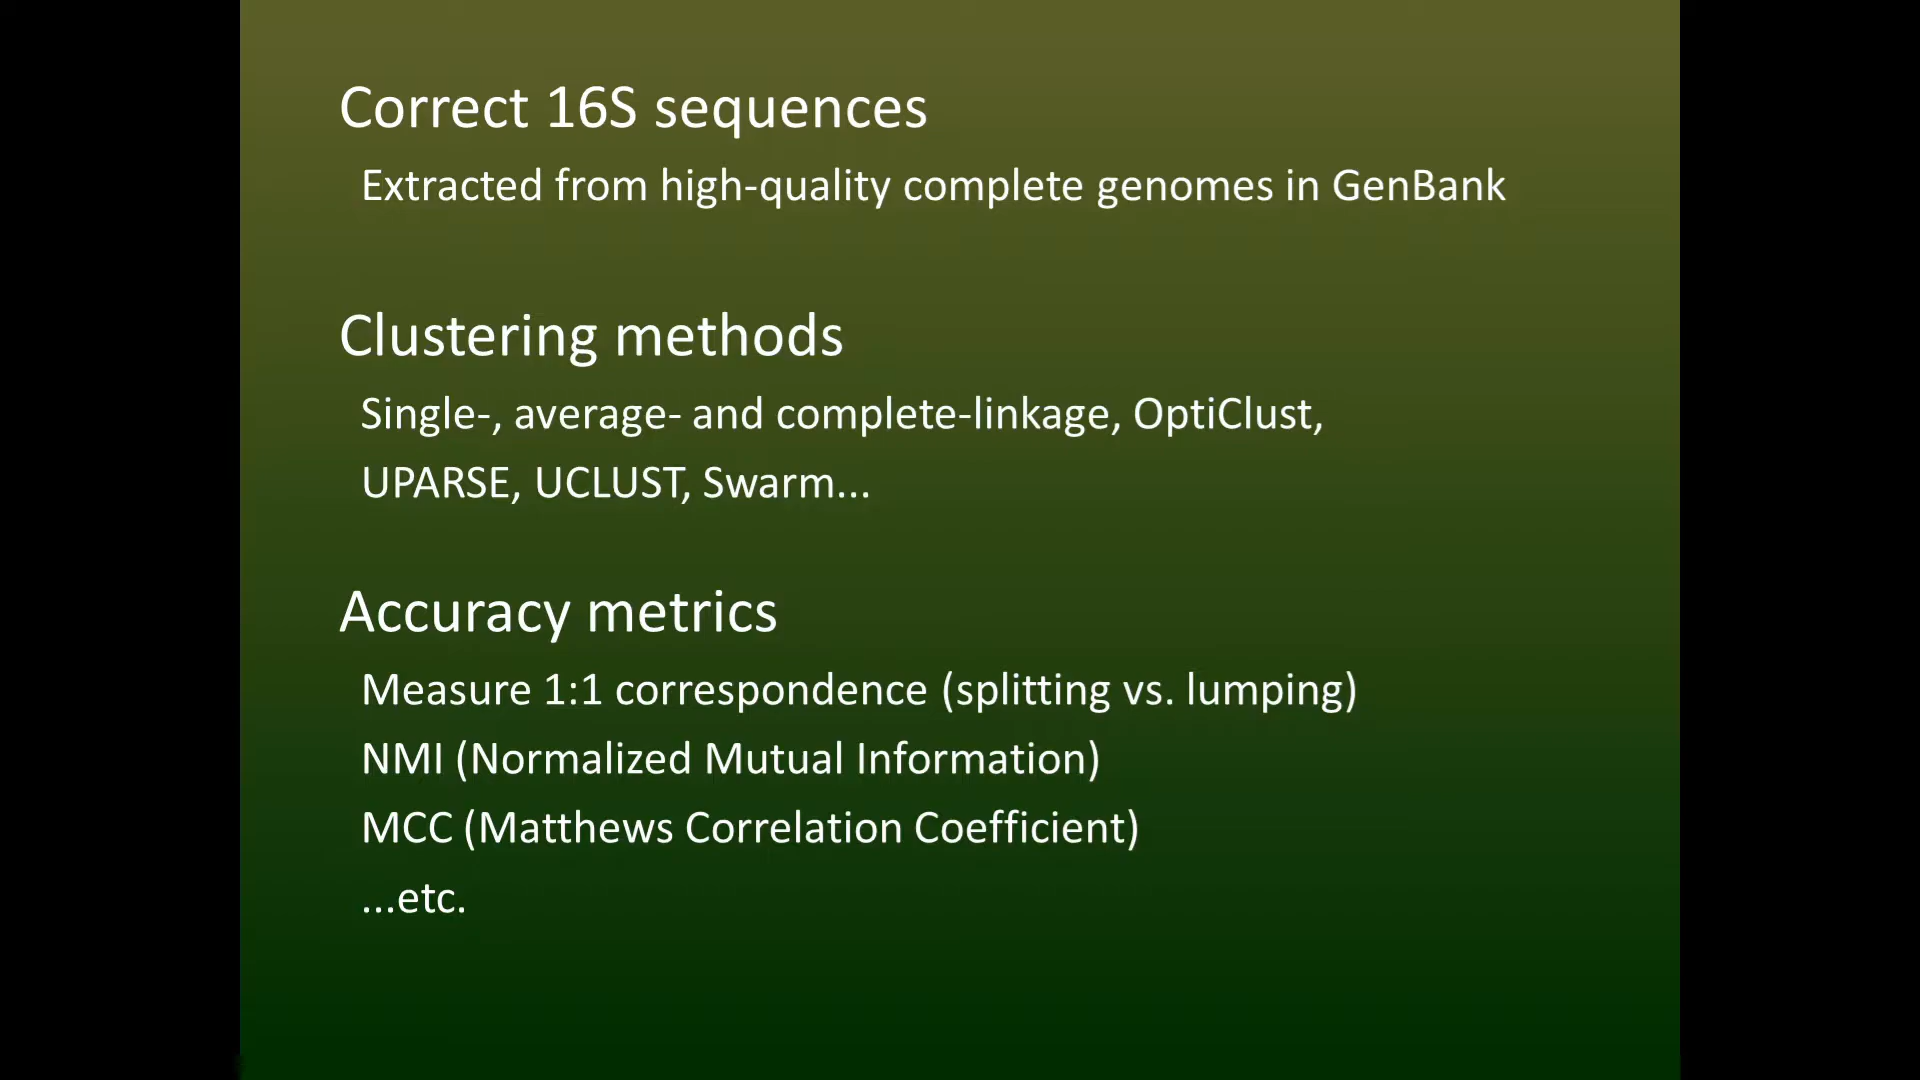 Correct 16S sequences
Extracted from high-quality complete genomes in GenBank
Clustering methods
Single-, average- and complete-linkage, OptiClust,
UPARSE, UCLUST, Swarm...
Accuracy metrics
Measure 1:1 correspondence (splitting vs. lumping)
NMI (Normalized Mutual Information)
MCC (Matthews Correlation Coefficient)
...etc.